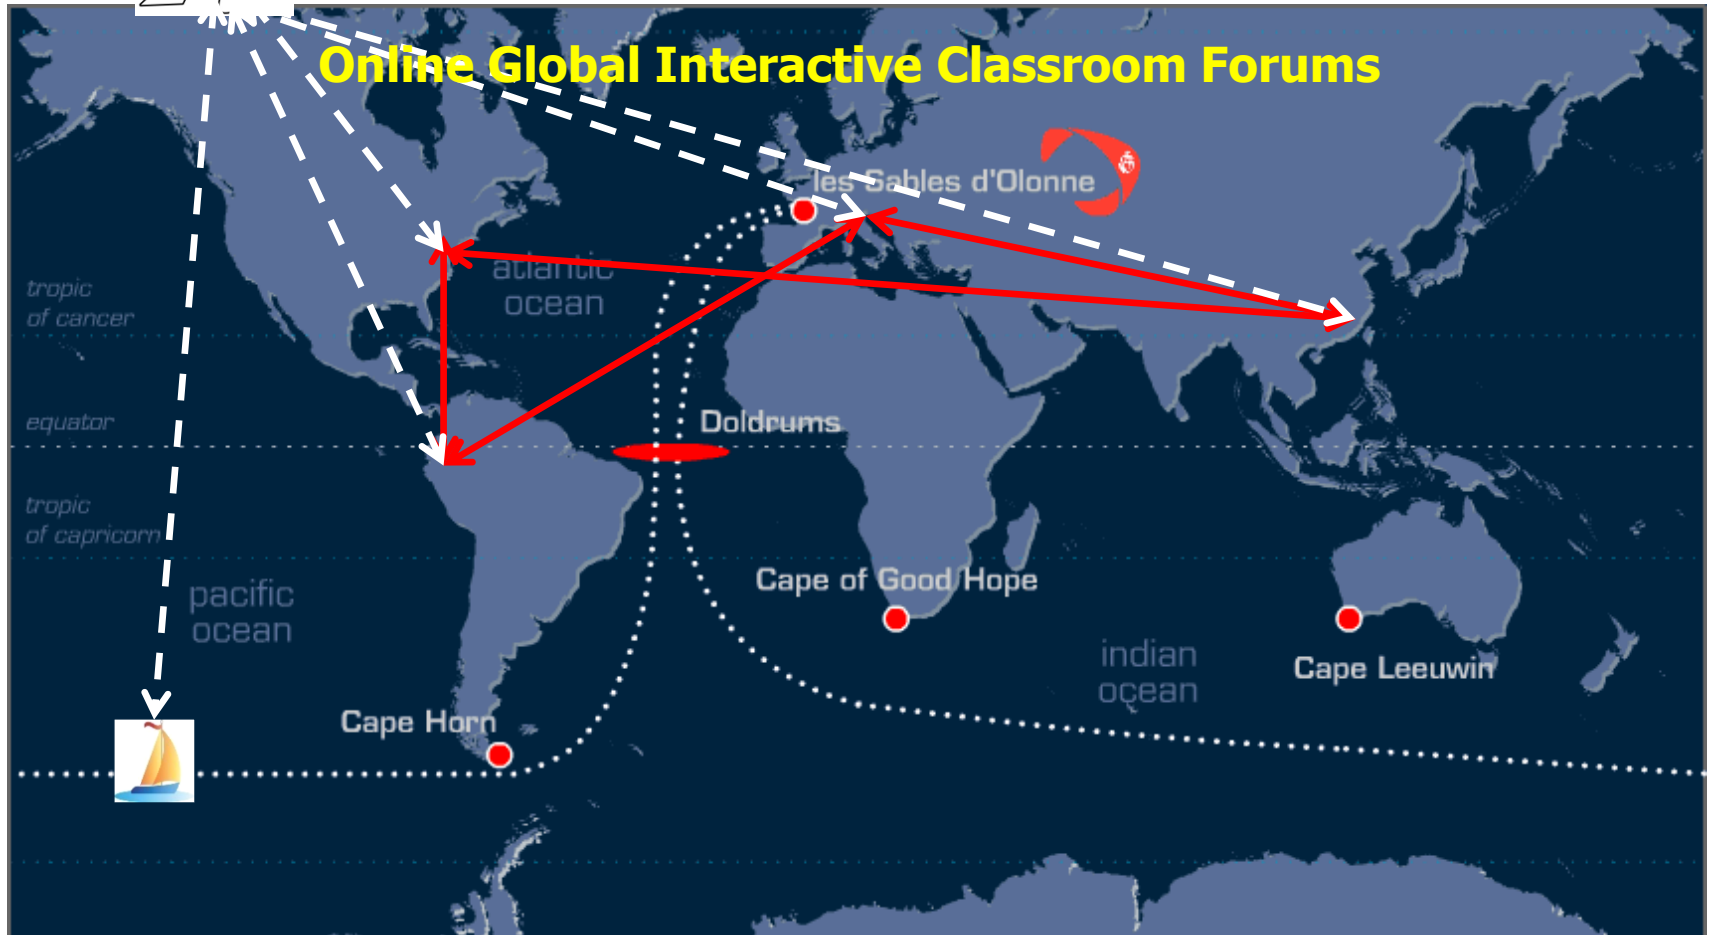 Online Global Interactive Classroom Forums
les Sables d'Olonne
atlantic
ocean
tropic
of cancer
equator
Doldrums
tropic
of capricorn
Cape of Good Hope
pacific
ocean
indian
ocean
Cape Leeuwin
Cape Horn